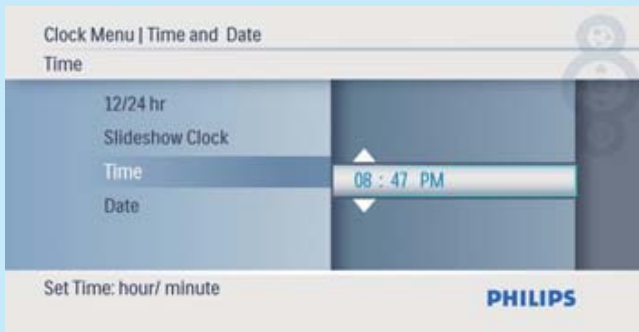 Clock Menu | Time and Date
Time
12/24 hr
Slideshow Clock
Time
08 : 47 PM
Date
Set Time: hour/ minute
PHILIPS